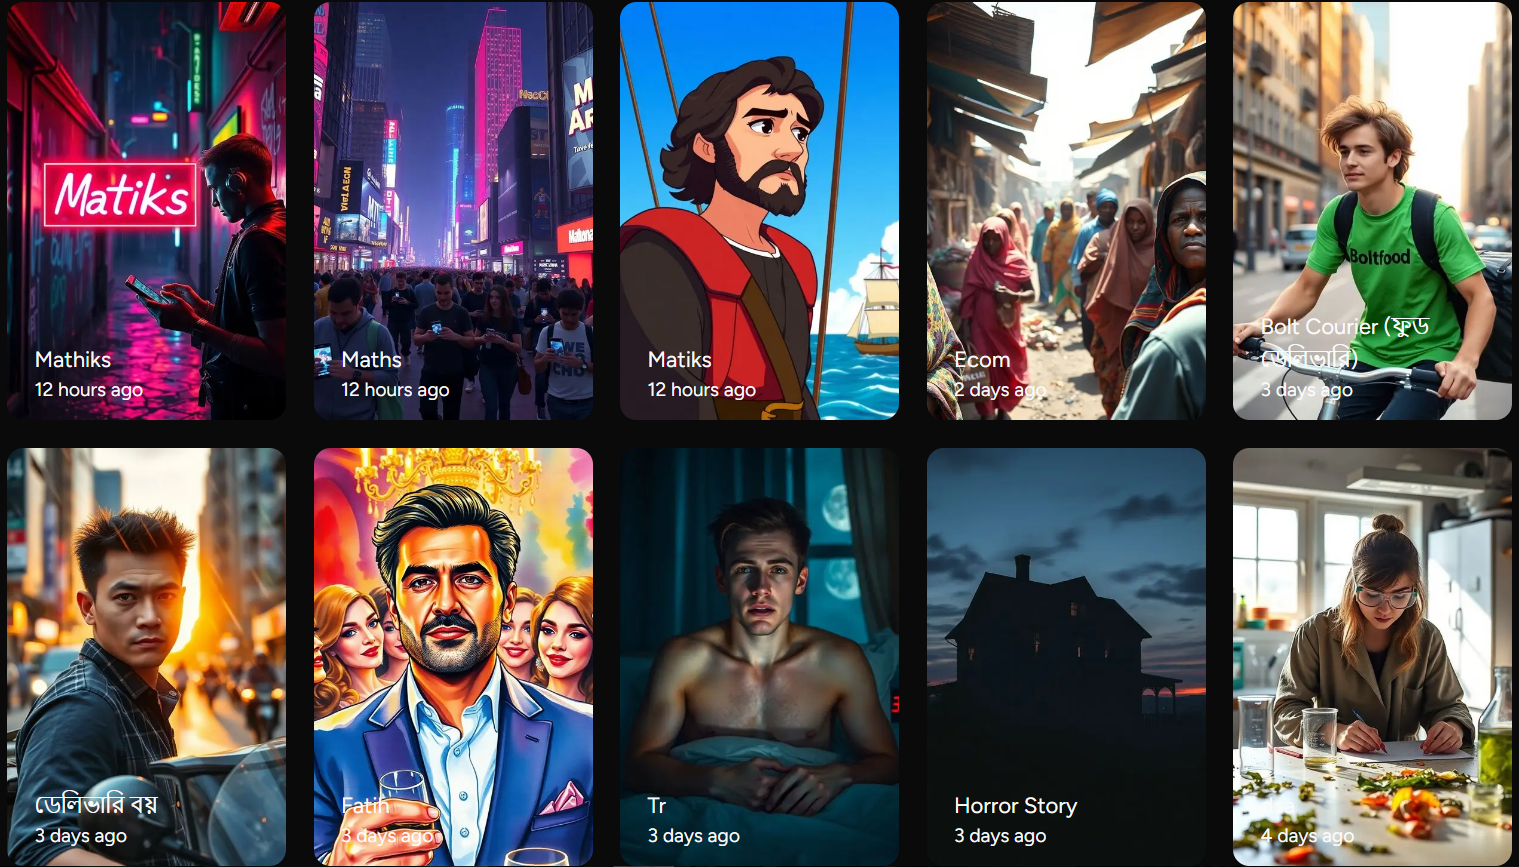 Matiks
Mathiks
12 hours ago
Maths
12 hours ago
Matiks
12 hours ago
Ecom
2 days ago
Boltfood
Bolt Courier (ফুড
ডেলিভারি)
3 days ago
ডেলিভারি বয়
3 days ago
Fatih
3 days ago
Tr
3 days ago
Horror Story
3 days ago
4 days ago